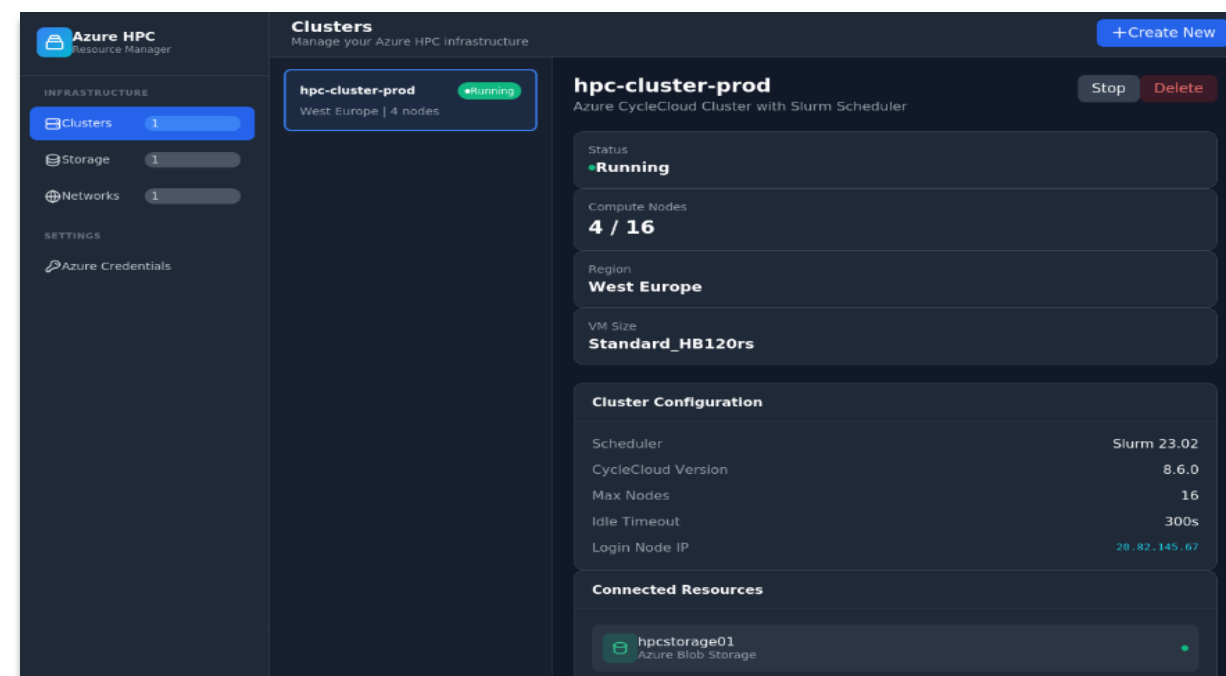 Azure HPC
Resource Manager
INFRASTRUCTURE
Clusters 1
Storage 1
Networks 1
SETTINGS
Azure Credentials
Clusters
Manage your Azure HPC infrastructure
+Create New
hpc-cluster-prod
Running
West Europe | 4 nodes
hpc-cluster-prod
Azure CycleCloud Cluster with Slurm Scheduler
Stop
Delete
Status
Running
Compute Nodes
4 / 16
Region
West Europe
VM Size
Standard_HB120rs
Cluster Configuration
Scheduler Slurm 23.02
CycleCloud Version 8.6.0
Max Nodes 16
Idle Timeout 300s
Login Node IP 20.82.145.67
Connected Resources
hpcstorage01
Azure Blob Storage